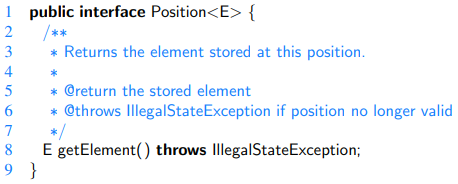 1 public interface Position<E> {
2 /**
3 * Returns the element stored at this position.
4 *
5 * @return the stored element
6 * @throws IllegalStateException if position no longer valid
7 */
8 E getElement() throws IllegalStateException;
9 }